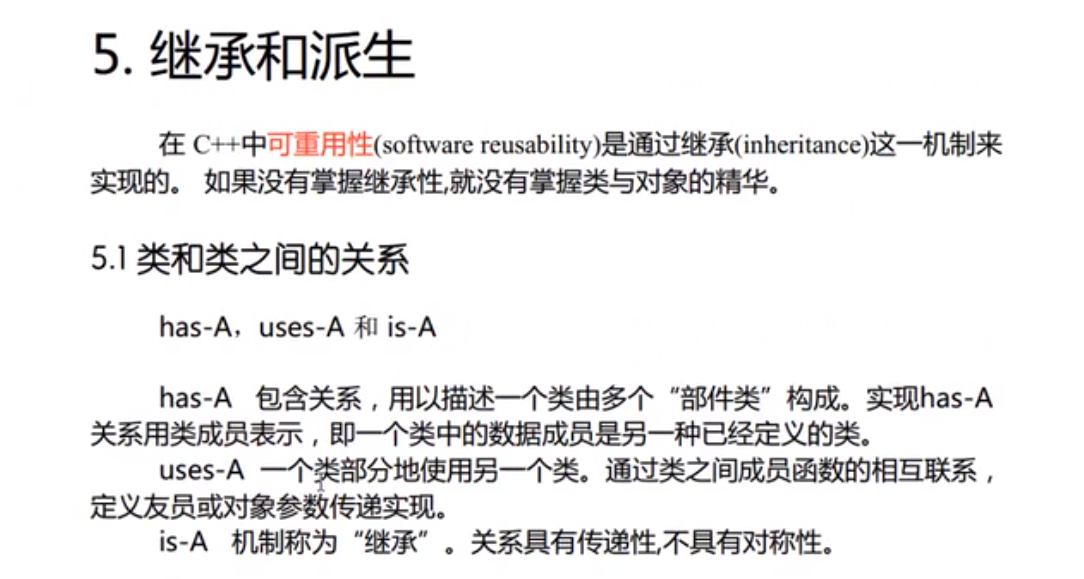 5. 继承和派生
在 C++中可重用性(software reusability)是通过继承(inheritance)这一机制来
实现的。 如果没有掌握继承性,就没有掌握类与对象的精华。
5.1 类和类之间的关系
has-A，uses-A 和 is-A
has-A 包含关系，用以描述一个类由多个“部件类”构成。实现has-A
关系用类成员表示，即一个类中的数据成员是另一种已经定义的类。
uses-A 一个类部分地使用另一个类。通过类之间成员函数的相互联系，
定义友员或对象参数传递实现。
is-A 机制称为“继承”。关系具有传递性,不具有对称性。